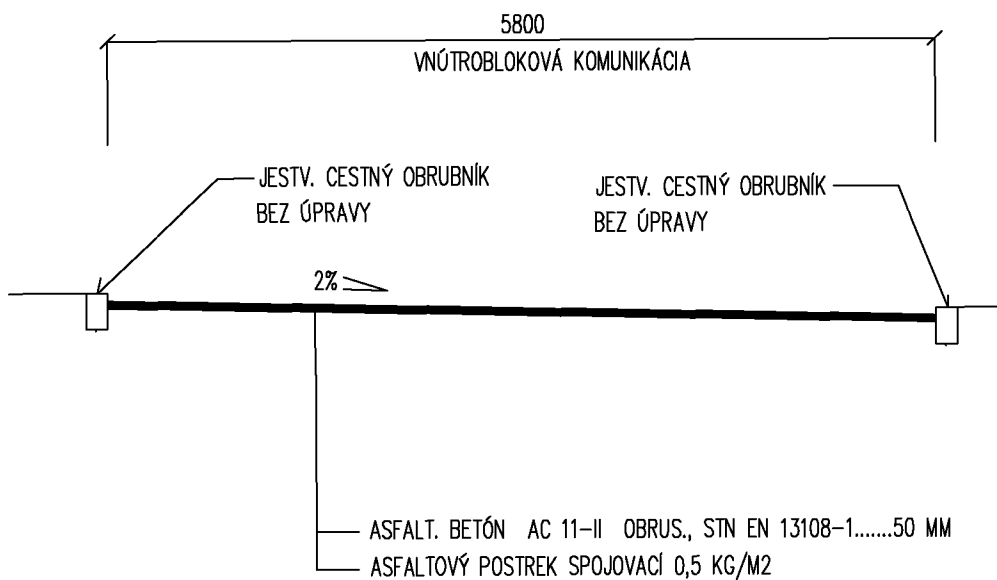 5800
VNÚTROBLOKOVÁ KOMUNIKÁCIA
JESTV. CESTNÝ OBRUBNÍK
BEZ ÚPRAVY
JESTV. CESTNÝ OBRUBNÍK
BEZ ÚPRAVY
2%
ASFALT. BETÓN AC 11-II OBRUS., STN EN 13108-1.......50 MM
ASFALTOVÝ POSTREK SPOJOVACÍ 0,5 KG/M2